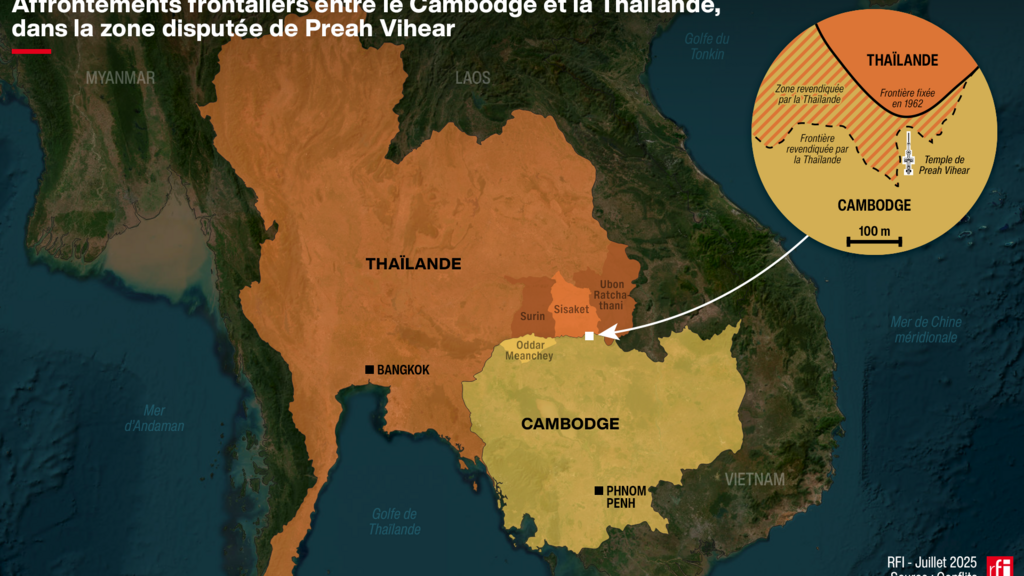 Affrontements frontaliers entre le Cambodge et la Thaïlande,
dans la zone disputée de Preah Vihear
MYANMAR
LAOS
Golfe du
Tonkin
THAÏLANDE
Zone revendiquée
par la Thaïlande
Frontière fixée
en 1962
Frontière
revendiquée par
la Thaïlande
Temple de
Preah Vihear
CAMBODGE
100 m
THAÏLANDE
Ubon
Ratcha
thani
Surin
Sisaket
Oddar
Meanchey
Mer de Chine
méridionale
BANGKOK
Mer
d'Andaman
CAMBODGE
VIETNAM
PHNOM
PENH
Golfe de
Thaïlande
RFI - Juillet 2025
Source : Conflits
rfi